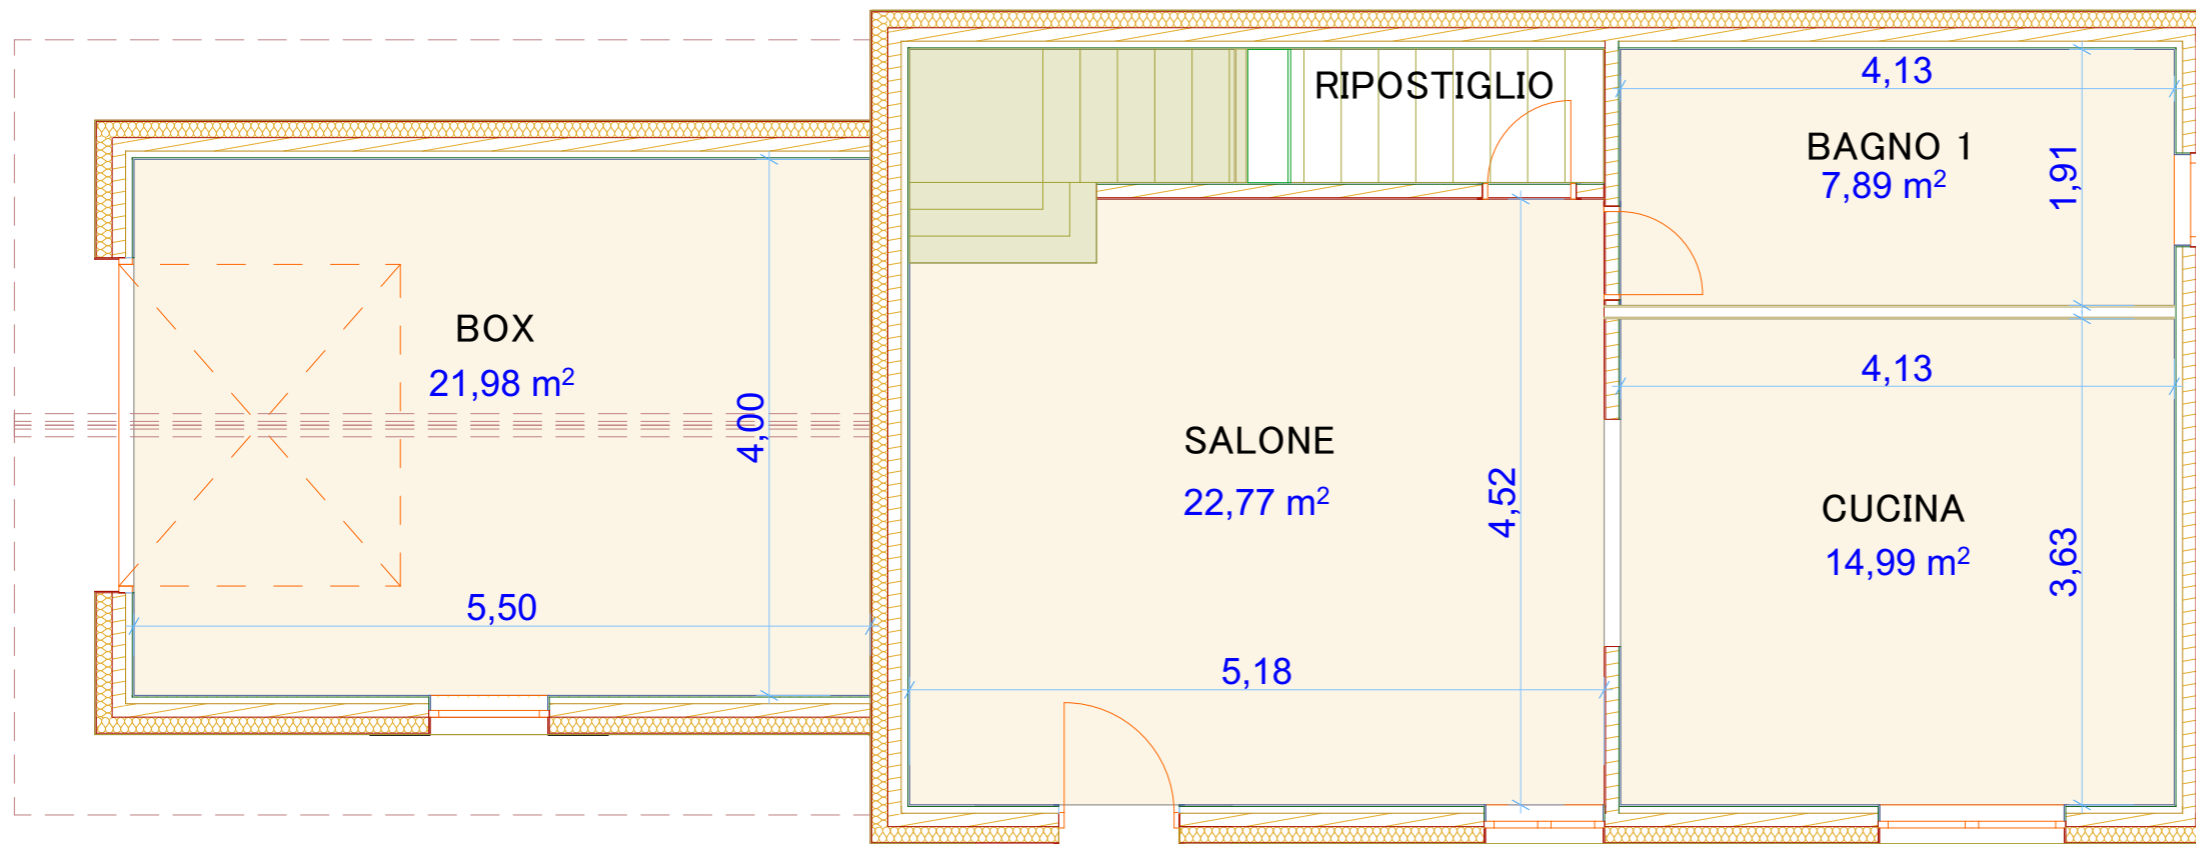 RIPOSTIGLIO
4,13
BAGNO 1
7,89 m²
1,91
BOX
21,98 m²
4,00
5,50
SALONE
22,77 m²
4,52
5,18
4,13
CUCINA
14,99 m²
3,63